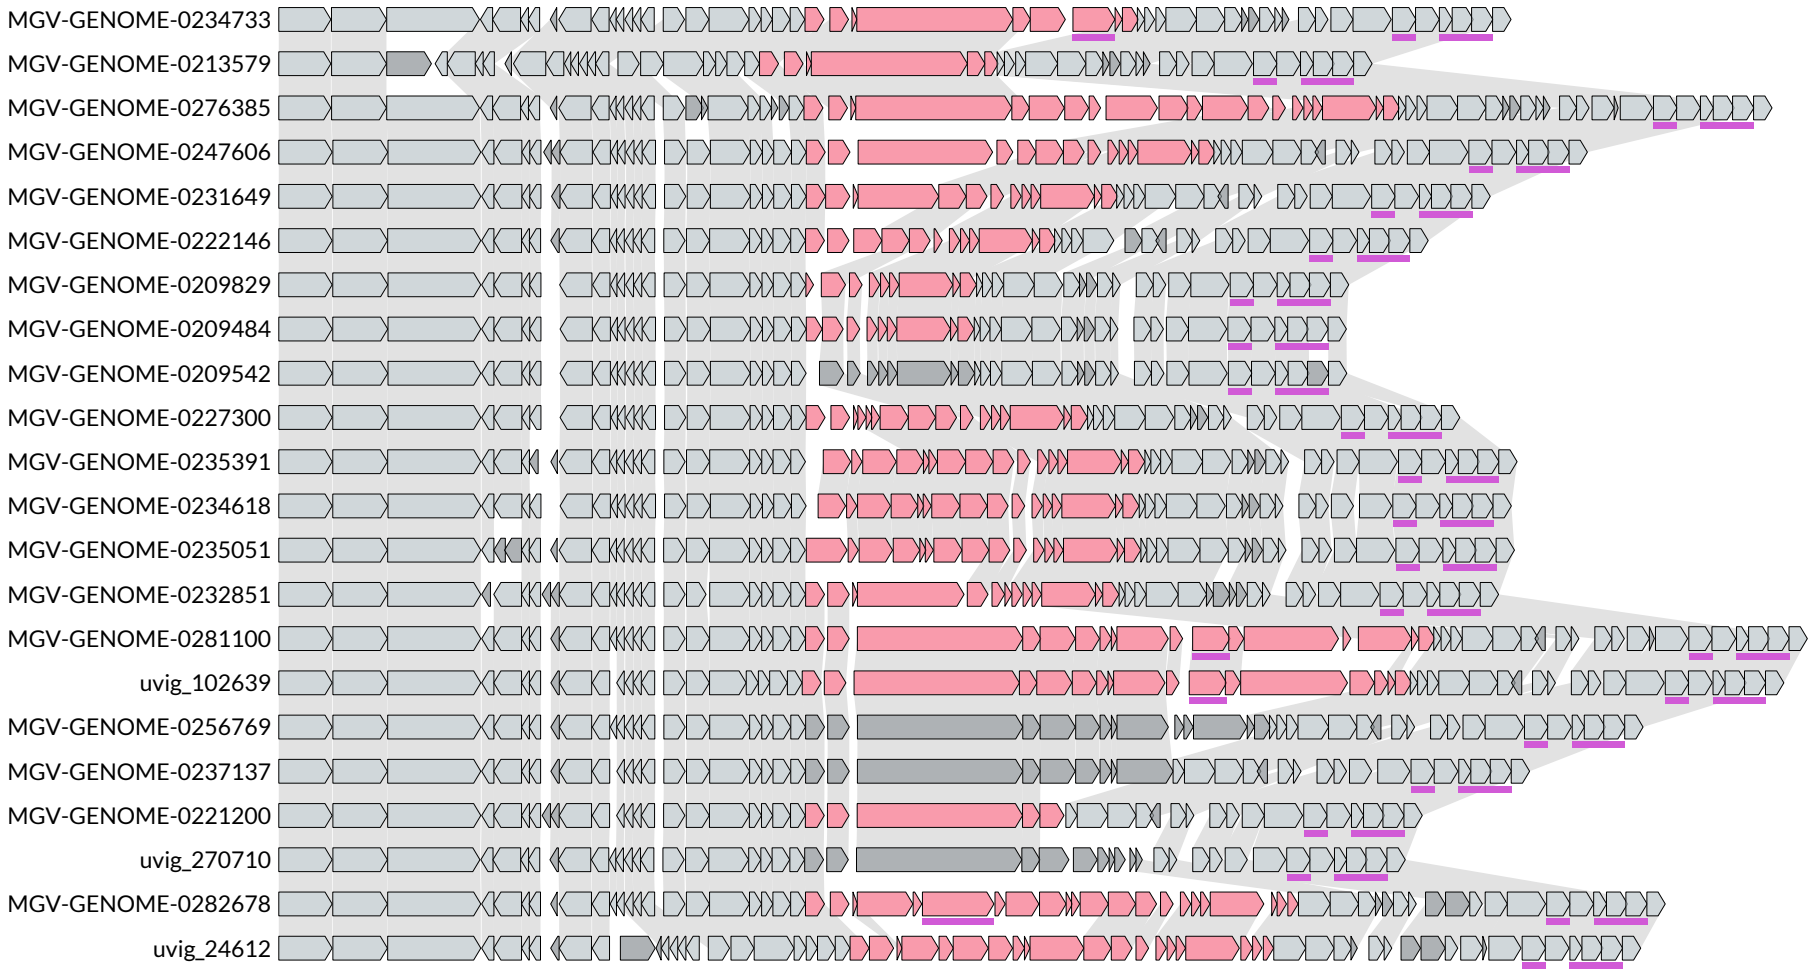 MGV-GENOME-0234733
MGV-GENOME-0213579
MGV-GENOME-0276385
MGV-GENOME-0247606
MGV-GENOME-0231649
MGV-GENOME-0222146
MGV-GENOME-0209829
MGV-GENOME-0209484
MGV-GENOME-0209542
MGV-GENOME-0227300
MGV-GENOME-0235391
MGV-GENOME-0234618
MGV-GENOME-0235051
MGV-GENOME-0232851
MGV-GENOME-0281100
uvig_102639
MGV-GENOME-0256769
MGV-GENOME-0237137
MGV-GENOME-0221200
uvig_270710
MGV-GENOME-0282678
uvig_24612